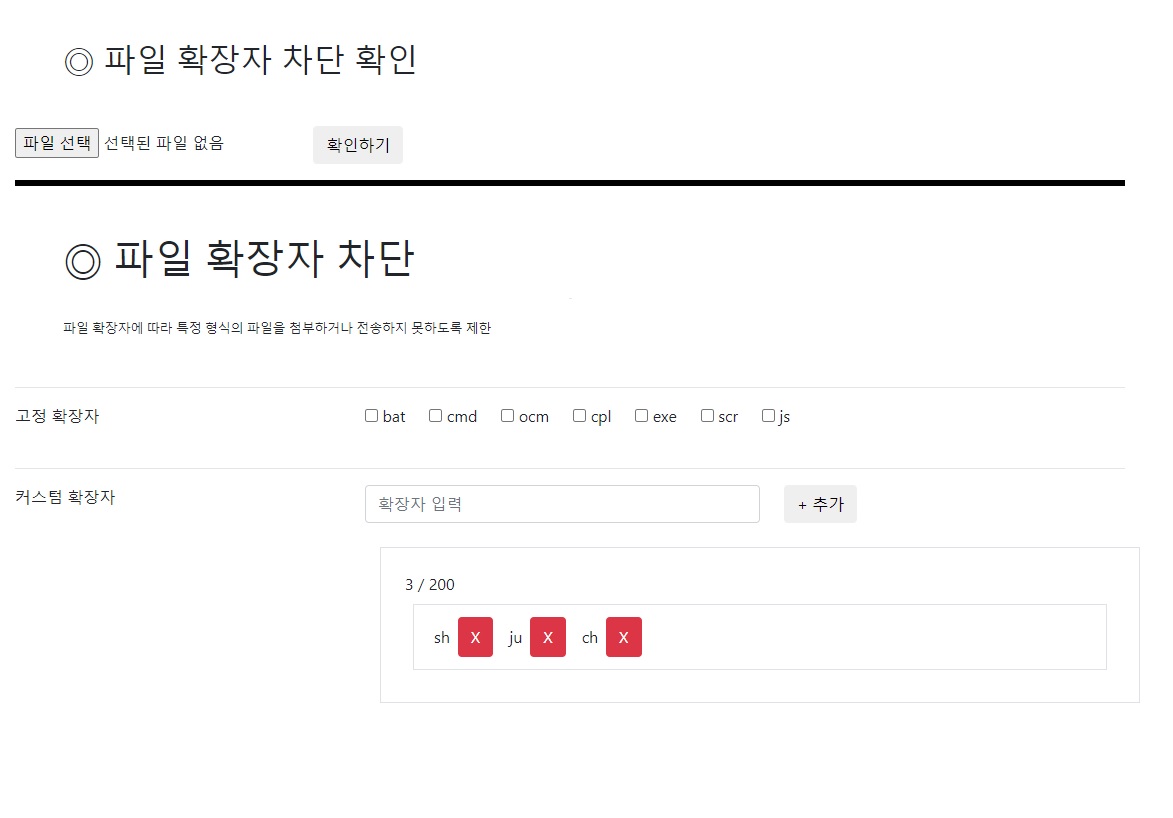 ◎ 파일 확장자 차단 확인
파일 선택 선택된 파일 없음 확인하기
◎ 파일 확장자 차단
파일 확장자에 따라 특정 형식의 파일을 첨부하거나 전송하지 못하도록 제한
고정 확장자 bat cmd ocm cpl exe scr js
커스텀 확장자 확장자 입력 + 추가
3 / 200
sh X ju X ch X